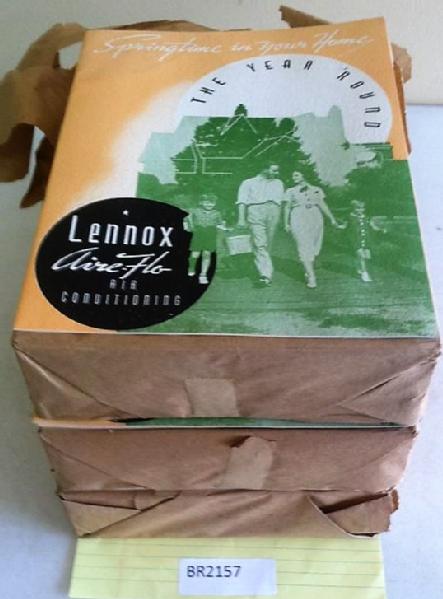 Springtime in Your Home
THE YEAR 'ROUND
Lennox
Aire-Flo
AIR
CONDITIONING
BR2157